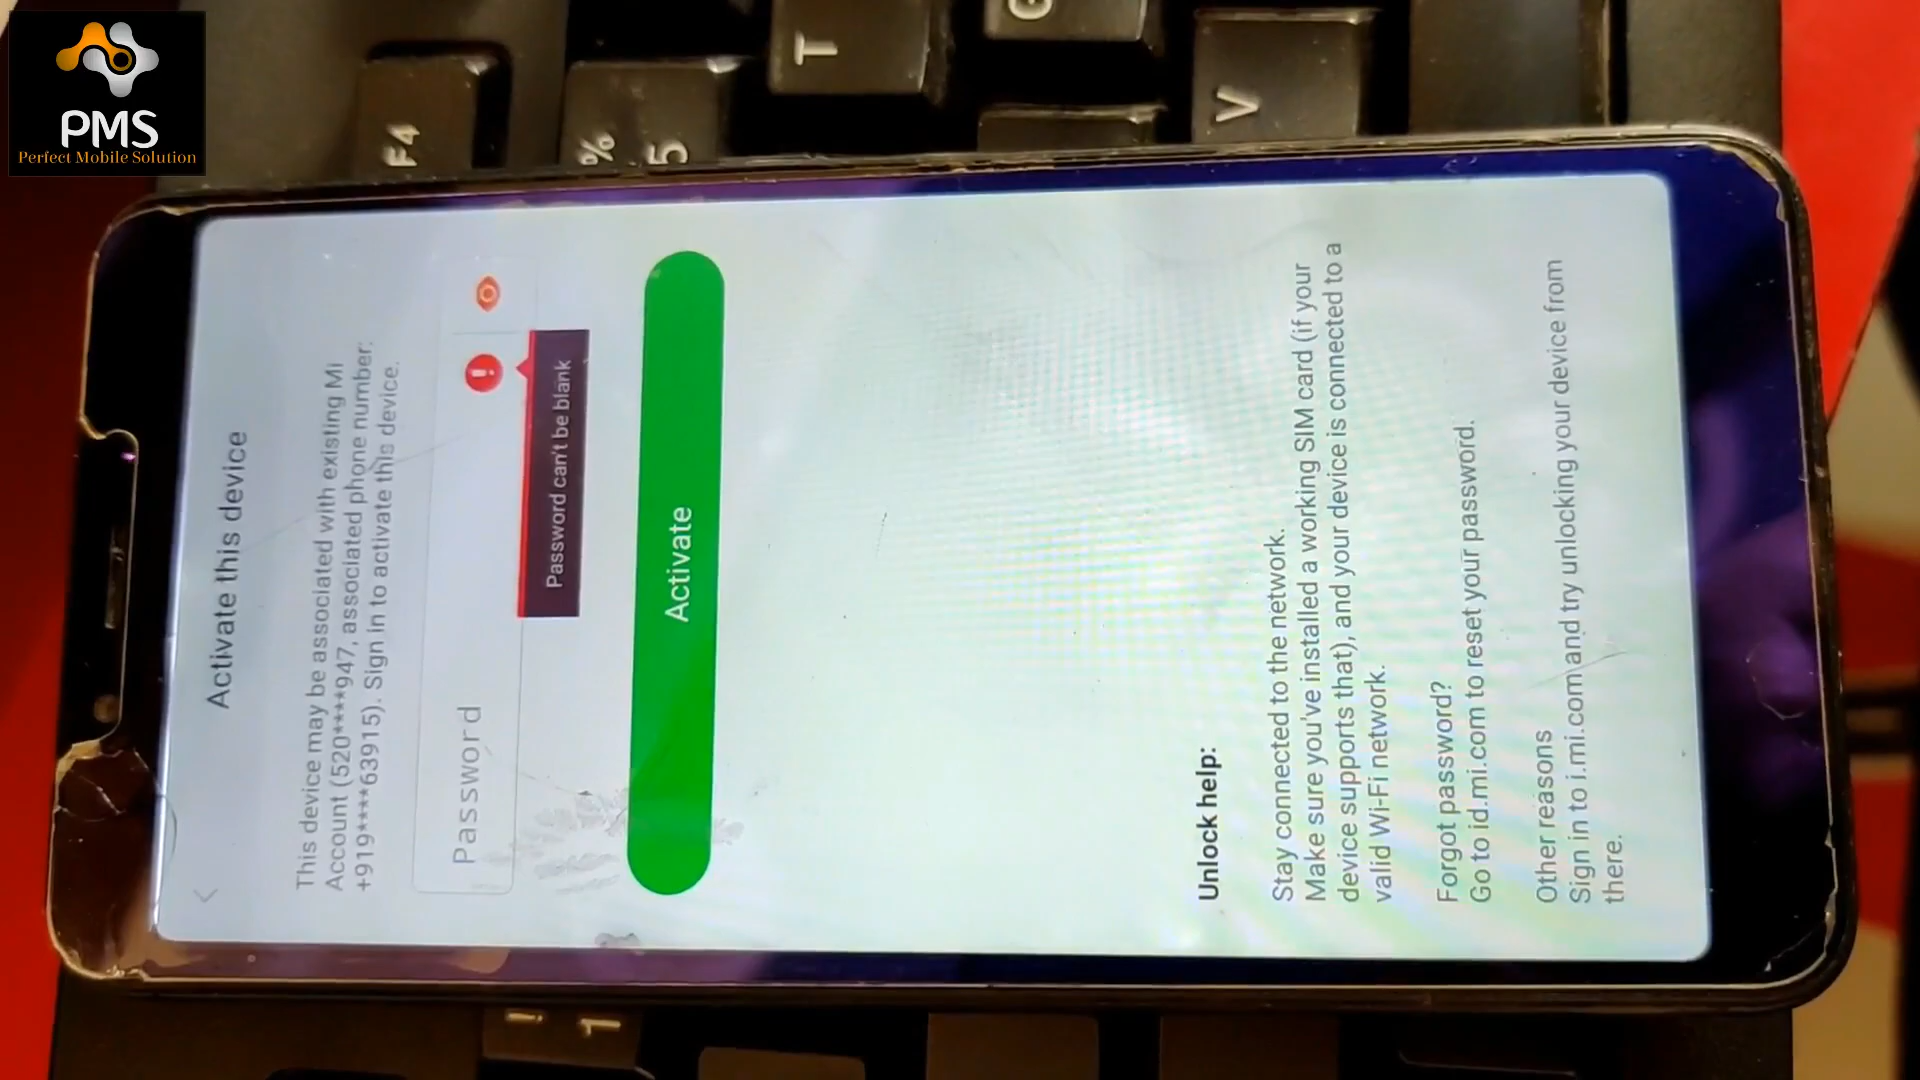 PMS
Perfect Mobile Solution
F4
%
5
T
G
V
Activate this device
This device may be associated with existing Mi
Account (520****947, associated phone number:
+919****63915). Sign in to activate this device.
Password
Password can't be blank
Activate
Unlock help:
Stay connected to the network.
Make sure you've installed a working SIM card (if your
device supports that), and your device is connected to a
valid Wi-Fi network.
Forgot password?
Go to id.mi.com to reset your password.
Other reasons
Sign in to i.mi.com and try unlocking your device from
there.
!
1